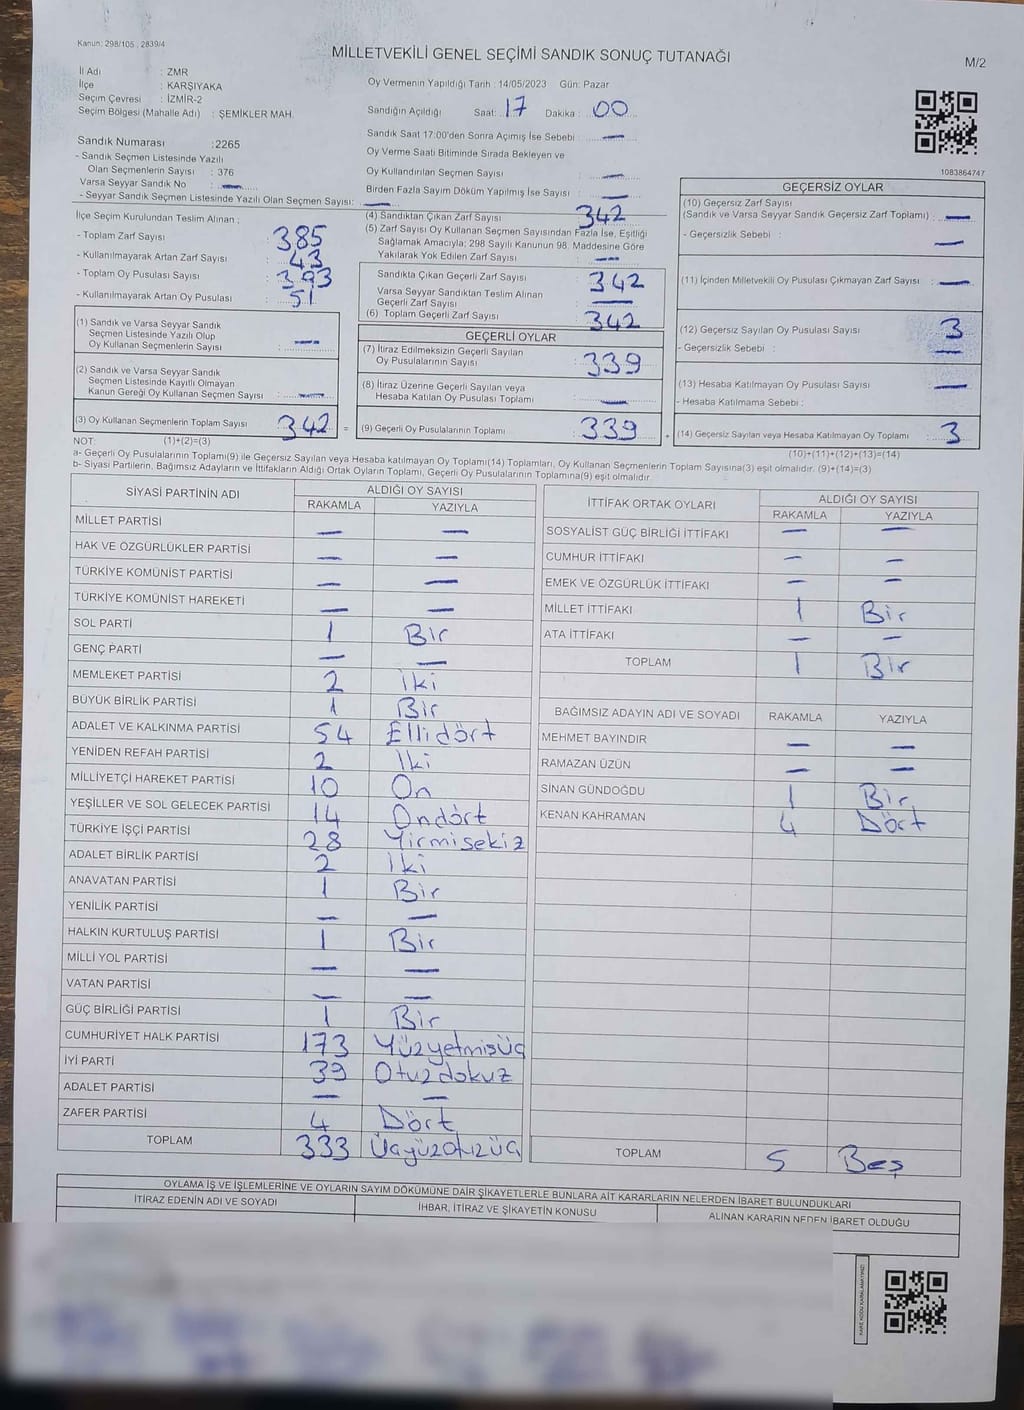 Kanun: 298/105, 2839/4
MİLLETVEKİLİ GENEL SEÇİMİ SANDIK SONUÇ TUTANAĞI
M/2
İl Adı : ZMR
İlçe : KARŞIYAKA
Seçim Çevresi : İZMİR-2
Seçim Bölgesi (Mahalle Adı) : ŞEMİKLER MAH.
Oy Vermenin Yapıldığı Tarih : 14/05/2023 Gün: Pazar
Sandığın Açıldığı Saat: 17 Dakika : 00
Sandık Saat 17:00'den Sonra Açımış İse Sebebi : —
Oy Verme Saati Bitiminde Sırada Bekleyen ve
Oy Kullandırılan Seçmen Sayısı : —
Birden Fazla Sayım Döküm Yapılmış İse Sayısı : —
1083864747
Sandık Numarası :2265
- Sandık Seçmen Listesinde Yazılı
Olan Seçmenlerin Sayısı : 376
Varsa Seyyar Sandık No : —
- Seyyar Sandık Seçmen Listesinde Yazılı Olan Seçmen Sayısı: —
İlçe Seçim Kurulundan Teslim Alınan ;
- Toplam Zarf Sayısı : 385
- Kullanılmayarak Artan Zarf Sayısı : 43
- Toplam Oy Pusulası Sayısı : 393
- Kullanılmayarak Artan Oy Pusulası : 51
(4) Sandıktan Çıkan Zarf Sayısı : 342
(5) Zarf Sayısı Oy Kullanan Seçmen Sayısından Fazla İse, Eşitliği
Sağlamak Amacıyla; 298 Sayılı Kanunun 98. Maddesine Göre
Yakılarak Yok Edilen Zarf Sayısı : —
Sandıkta Çıkan Geçerli Zarf Sayısı : 342
Varsa Seyyar Sandıktan Teslim Alınan
Geçerli Zarf Sayısı : —
(6) Toplam Geçerli Zarf Sayısı : 342
GEÇERSİZ OYLAR
(10) Geçersiz Zarf Sayısı
(Sandık ve Varsa Seyyar Sandık Geçersiz Zarf Toplamı) : —
- Geçersizlik Sebebi : —
(11) İçinden Milletvekili Oy Pusulası Çıkmayan Zarf Sayısı : —
(12) Geçersiz Sayılan Oy Pusulası Sayısı : 3
- Geçersizlik Sebebi : —
(13) Hesaba Katılmayan Oy Pusulası Sayısı : —
- Hesaba Katılmama Sebebi :
(14) Geçersiz Sayılan veya Hesaba Katılmayan Oy Toplamı : 3
(10)+(11)+(12)+(13)=(14)
(1) Sandık ve Varsa Seyyar Sandık
Seçmen Listesinde Yazılı Olup
Oy Kullanan Seçmenlerin Sayısı : —
(2) Sandık ve Varsa Seyyar Sandık
Seçmen Listesinde Kayıtlı Olmayan
Kanun Gereği Oy Kullanan Seçmen Sayısı : —
(3) Oy Kullanan Seçmenlerin Toplam Sayısı : 342
GEÇERLİ OYLAR
(7) İtiraz Edilmeksizin Geçerli Sayılan
Oy Pusulalarının Sayısı : 339
(8) İtiraz Üzerine Geçerli Sayılan veya
Hesaba Katılan Oy Pusulası Toplamı : —
(9) Geçerli Oy Pusulalarının Toplamı : 339
NOT: (1)+(2)=(3)
a- Geçerli Oy Pusulalarının Toplamı(9) ile Geçersiz Sayılan veya Hesaba Katılmayan Oy Toplamı(14) Toplamları, Oy Kullanan Seçmenlerin Toplam Sayısına(3) eşit olmalıdır. (9)+(14)=(3)
b- Siyasi Partilerin, Bağımsız Adayların ve İttifakların Aldığı Ortak Oyların Toplamı, Geçerli Oy Pusulalarının Toplamına(9) eşit olmalıdır.
SİYASİ PARTİNİN ADI ALDIĞI OY SAYISI
RAKAMLA YAZIYLA
MİLLET PARTİSİ — —
HAK VE ÖZGÜRLÜKLER PARTİSİ — —
TÜRKİYE KOMÜNİST PARTİSİ — —
TÜRKİYE KOMÜNİST HAREKETİ — —
SOL PARTİ 1 Bir
GENÇ PARTİ — —
MEMLEKET PARTİSİ 2 iki
BÜYÜK BİRLİK PARTİSİ 1 Bir
ADALET VE KALKINMA PARTİSİ 54 Ellidört
YENİDEN REFAH PARTİSİ 2 İki
MİLLİYETÇİ HAREKET PARTİSİ 10 On
YEŞİLLER VE SOL GELECEK PARTİSİ 14 Ondört
TÜRKİYE İŞÇİ PARTİSİ 28 Yirmisekiz
ADALET BİRLİK PARTİSİ 2 iki
ANAVATAN PARTİSİ 1 Bir
YENİLİK PARTİSİ — —
HALKIN KURTULUŞ PARTİSİ 1 Bir
MİLLİ YOL PARTİSİ — —
VATAN PARTİSİ — —
GÜÇ BİRLİĞİ PARTİSİ 1 Bir
CUMHURİYET HALK PARTİSİ 173 Yüzyetmişüç
İYİ PARTİ 39 Otuzdokuz
ADALET PARTİSİ — —
ZAFER PARTİSİ 4 Dört
TOPLAM 333 Üçyüzotuzüç
İTTİFAK ORTAK OYLARI ALDIĞI OY SAYISI
RAKAMLA YAZIYLA
SOSYALİST GÜÇ BİRLİĞİ İTTİFAKI — —
CUMHUR İTTİFAKI — —
EMEK VE ÖZGÜRLÜK İTTİFAKI — —
MİLLET İTTİFAKI 1 Bir
ATA İTTİFAKI — —
TOPLAM 1 Bir
BAĞIMSIZ ADAYIN ADI VE SOYADI RAKAMLA YAZIYLA
MEHMET BAYINDIR — —
RAMAZAN ÜZÜN — —
SİNAN GÜNDOĞDU 1 Bir
KENAN KAHRAMAN 4 Dört
TOPLAM 5 Beş
OYLAMA İŞ VE İŞLEMLERİNE VE OYLARIN SAYIM DÖKÜMÜNE DAİR ŞİKAYETLERLE BUNLARA AİT KARARLARIN NELERDEN İBARET BULUNDUKLARI
İTİRAZ EDENİN ADI VE SOYADI İHBAR, İTİRAZ VE ŞİKAYETİN KONUSU ALINAN KARARIN NEDEN İBARET OLDUĞU
KARE KODU KARALAMAYINIZ!